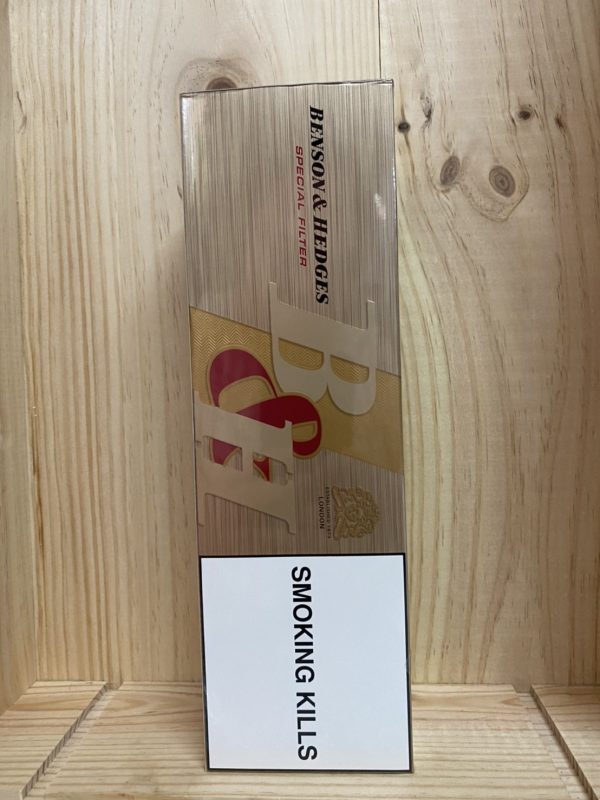 BENSON & HEDGES
SPECIAL FILTER
B&H
LONDON
SMOKING KILLS